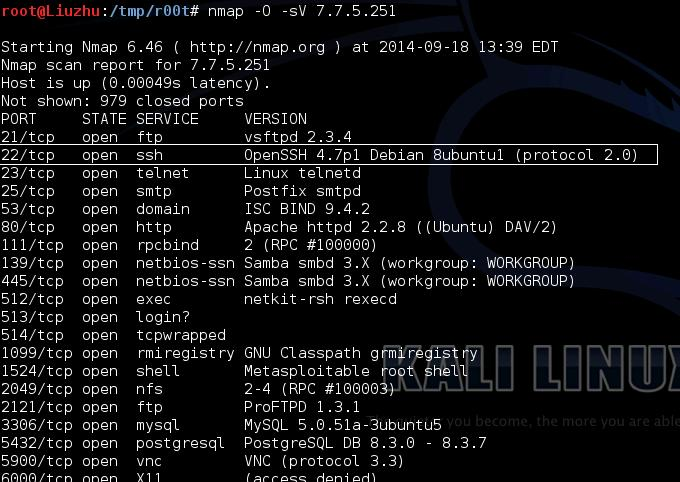 root@Liuzhu:/tmp/r00t# nmap -O -sV 7.7.5.251
Starting Nmap 6.46 ( http://nmap.org ) at 2014-09-18 13:39 EDT
Nmap scan report for 7.7.5.251
Host is up (0.00049s latency).
Not shown: 979 closed ports
PORT STATE SERVICE VERSION
21/tcp open ftp vsftpd 2.3.4
22/tcp open ssh OpenSSH 4.7p1 Debian 8ubuntu1 (protocol 2.0)
23/tcp open telnet Linux telnetd
25/tcp open smtp Postfix smtpd
53/tcp open domain ISC BIND 9.4.2
80/tcp open http Apache httpd 2.2.8 ((Ubuntu) DAV/2)
111/tcp open rpcbind 2 (RPC #100000)
139/tcp open netbios-ssn Samba smbd 3.X (workgroup: WORKGROUP)
445/tcp open netbios-ssn Samba smbd 3.X (workgroup: WORKGROUP)
512/tcp open exec netkit-rsh rexecd
513/tcp open login?
514/tcp open tcpwrapped
1099/tcp open rmiregistry GNU Classpath grmiregistry
1524/tcp open shell Metasploitable root shell
2049/tcp open nfs 2-4 (RPC #100003)
2121/tcp open ftp ProFTPD 1.3.1
3306/tcp open mysql MySQL 5.0.51a-3ubuntu5
5432/tcp open postgresql PostgreSQL DB 8.3.0 - 8.3.7
5900/tcp open vnc VNC (protocol 3.3)
6000/tcp open X11 (access denied)
KALI LINUX
you become, the more you are able